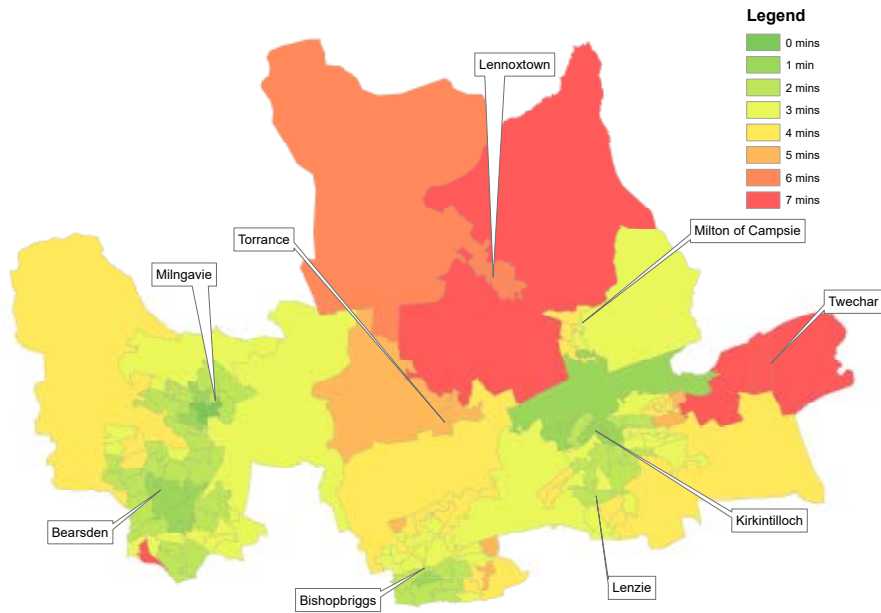 Legend
0 mins
1 min
2 mins
3 mins
4 mins
5 mins
6 mins
7 mins
Lennoxtown
Torrance
Milton of Campsie
Milngavie
Twechar
Bearsden
Kirkintilloch
Lenzie
Bishopbriggs